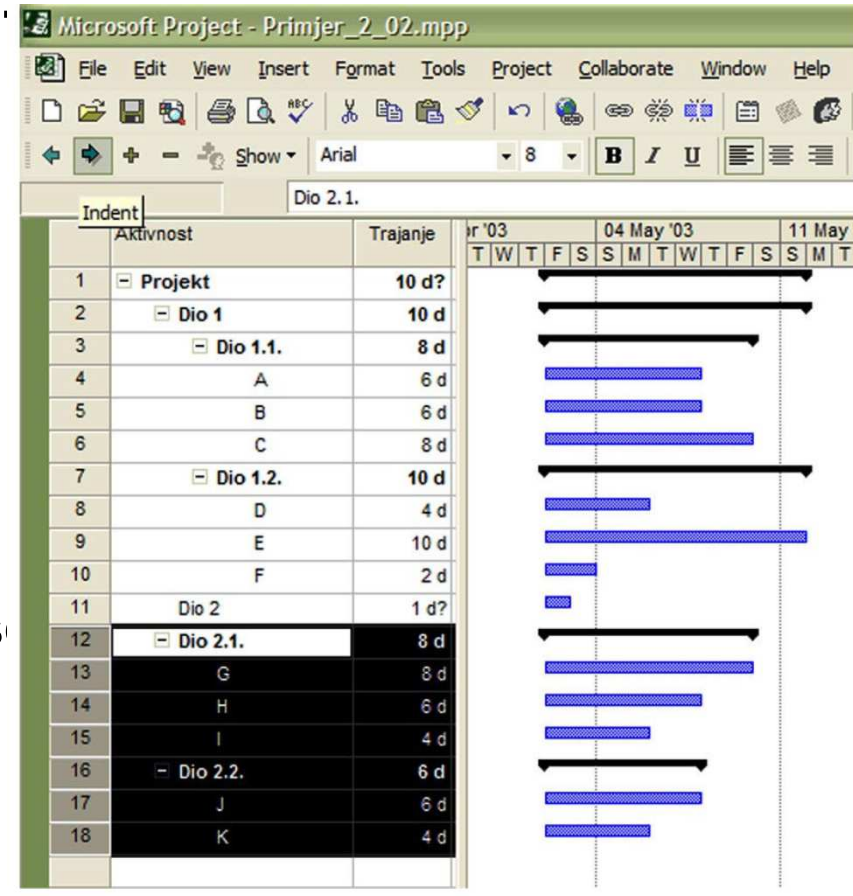 Microsoft Project - Primjer_2_02.mpp
File Edit View Insert Format Tools Project Collaborate Window Help
ABC
Show Arial 8 B I U
Dio 2.1.
Indent
Aktivnost Trajanje '03 04 May '03 11 May
T W T F S S M T W T F S S M T
1 Projekt 10 d?
2 Dio 1 10 d
3 Dio 1.1. 8 d
4 A 6 d
5 B 6 d
6 C 8 d
7 Dio 1.2. 10 d
8 D 4 d
9 E 10 d
10 F 2 d
11 Dio 2 1 d?
12 Dio 2.1. 8 d
13 G 8 d
14 H 6 d
15 I 4 d
16 Dio 2.2. 6 d
17 J 6 d
18 K 4 d